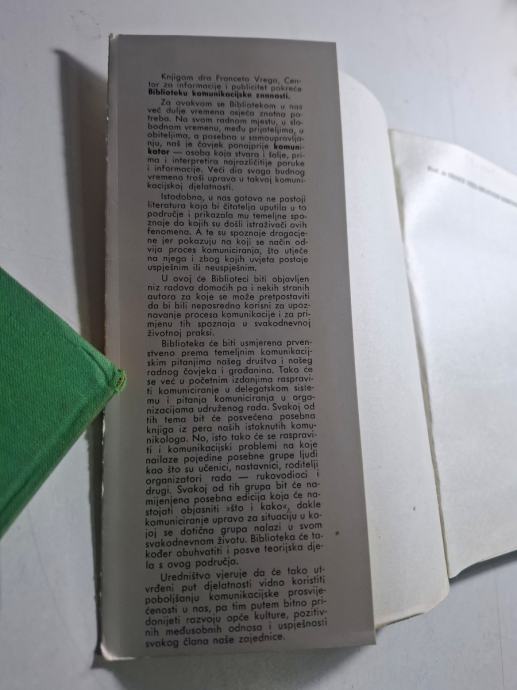 Knjigom dra Franceta Vrega, Cen-
tar za informacije i publicitet pokreće
Biblioteku komunikacijske znanosti.
Za ovakvom se Bibliotekom u nas
već dulje vremena osjeća znatna po-
treba. Na svom radnom mjestu, u slo-
bodnom vremenu, među prijateljima, u
obiteljima, a posebno u samoupravlja-
nju, naš je čovjek ponajprije komuni-
kator — osoba koja stvara i šalje, pri-
ma i interpretira najrazličitije poruke
i informacije. Veći dio svoga budnog
vremena troši upravo u takvoj komuni-
kacijskoj djelatnosti.
Istodobno, u nas gotovo ne postoji
literatura koja bi čitatelja uputila u to
područje i prikazala mu temeljne spo-
znaje do kojih su došli istraživači ovih
fenomena. A te su spoznaje dragocje-
ne jer pokazuju na koji se način od-
vija proces komuniciranja, što utječe
na njega i zbog kojih uvjeta postaje
uspješnim ili neuspješnim.
U ovoj će Biblioteci biti objavljen
niz radova domaćih pa i nekih stranih
autora za koje se može pretpostaviti
da bi bili neposredno korisni za upoz-
navanje procesa komunikacije i za pri-
mjenu tih spoznaja u svakodnevnoj
životnoj praksi.
Biblioteka će biti usmjerena prven-
stveno prema temeljnim komunikacij-
skim pitanjima našeg društva i našeg
radnog čovjeka i građanina. Tako će
se već u početnim izdanjima raspravi-
ti komuniciranje u delegatskom siste-
mu i pitanja komuniciranja u orga-
nizacijama udruženog rada. Svakoj od
tih tema bit će posvećena posebna
knjiga iz pera naših istaknutih komu-
nikologa. No, isto tako će se raspravi-
ti i komunikacijski problemi na koje
nailaze pojedine posebne grupe ljudi
kao što su učenici, nastavnici, roditelji
organizatori rada — rukovodioci i
drugi. Svakoj od tih grupa bit će na-
mijenjena posebna edicija koja će na-
stojati objasniti »što i kako«, dakle
komuniciranje upravo za situaciju u ko-
joj se dotična grupa nalazi u svom
svakodnevnom životu. Biblioteka će ta-
kođer obuhvatiti i posve teorijska dje-
la s ovog područja.
Uredništvo vjeruje da će tako ut-
vrđeni put djelatnosti vidno koristiti
poboljšanju komunikacijske prosvije-
ćenosti u nas, pa tim putem bitno pri-
donijeti razvoju opće kulture, pozitiv-
nih međusobnih odnosa i uspješnosti
svakog člana naše zajednice.